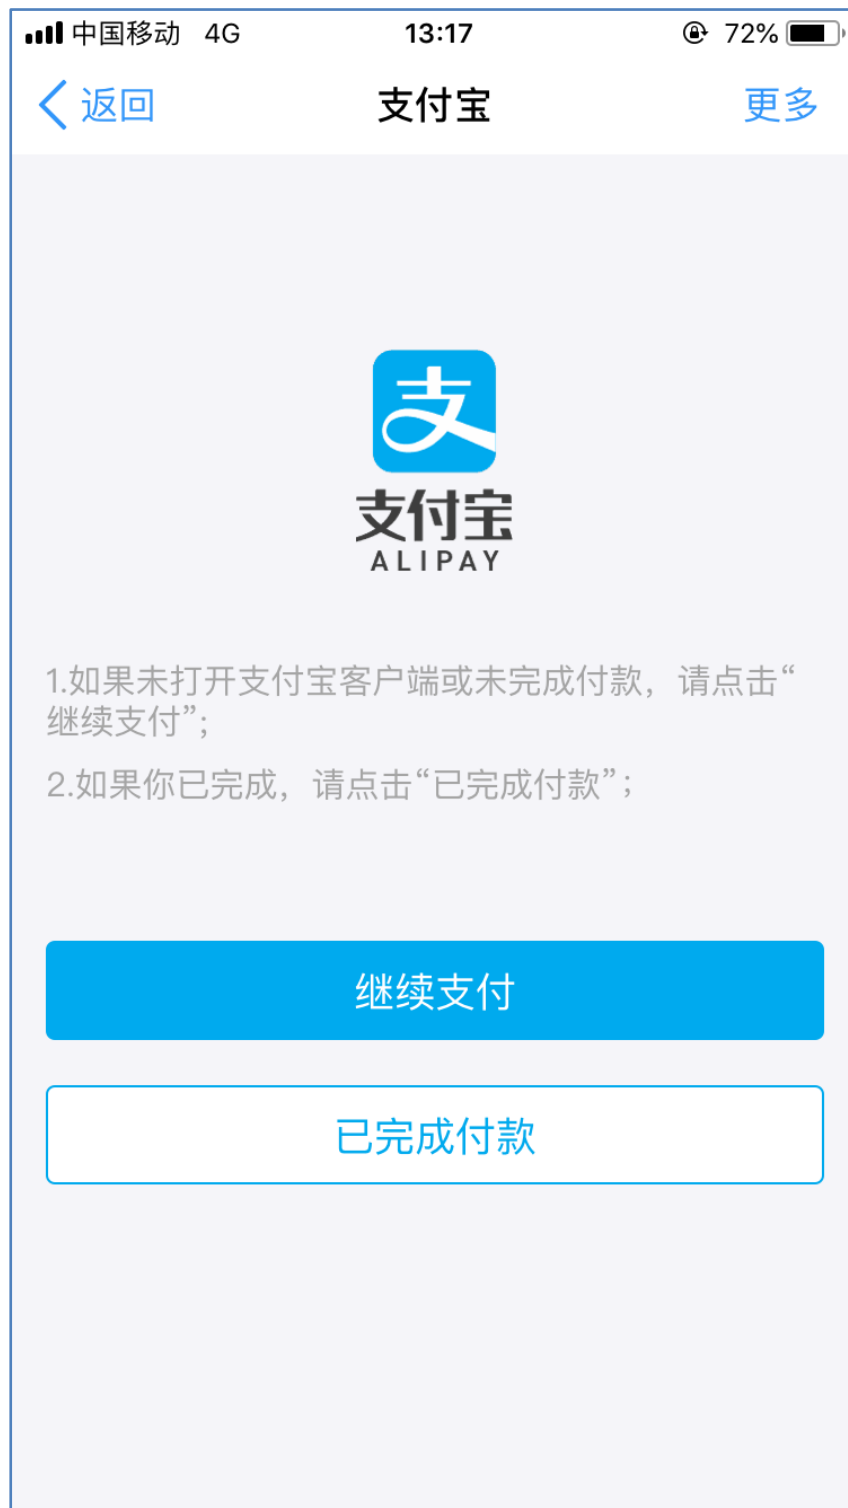 中国移动 4G 13:17 72%
返回 支付宝 更多
支
支付宝
ALIPAY
1.如果未打开支付宝客户端或未完成付款，请点击“
继续支付”;
2.如果你已完成，请点击“已完成付款”；
继续支付
已完成付款